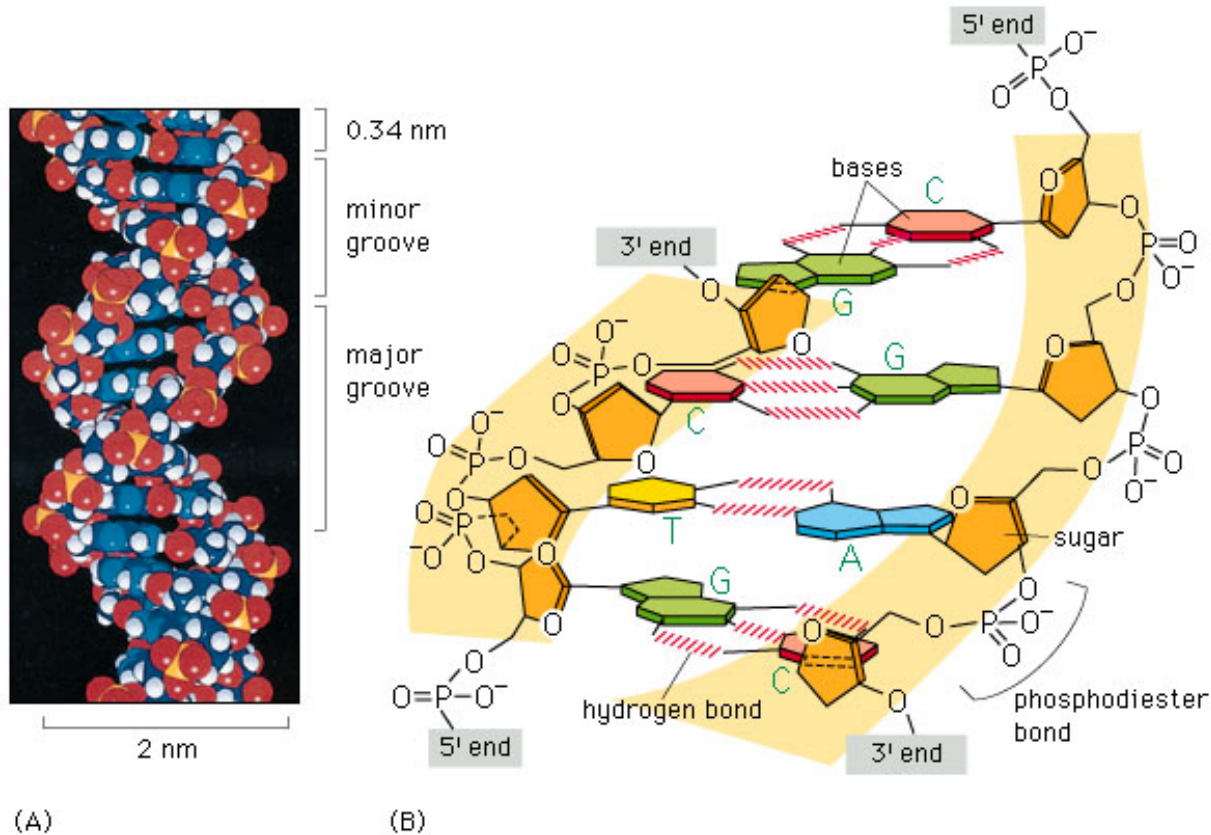 0.34 nm
minor
groove
major
groove
2 nm
(A)
5' end
O⁻
P
O
O
bases
C
O
O
P
O
O⁻
3' end
O
G
O
O
O⁻
O
P
O
G
O
O
C
O
O⁻
P
O
O
O
O
P
O
O⁻
O
O⁻
O
P
O⁻
O
T
A
O
sugar
O
O
G
O
O
P
O⁻
O
O
C
O
O
P
O⁻
hydrogen bond
O
phosphodiester
bond
5' end
3' end
(B)